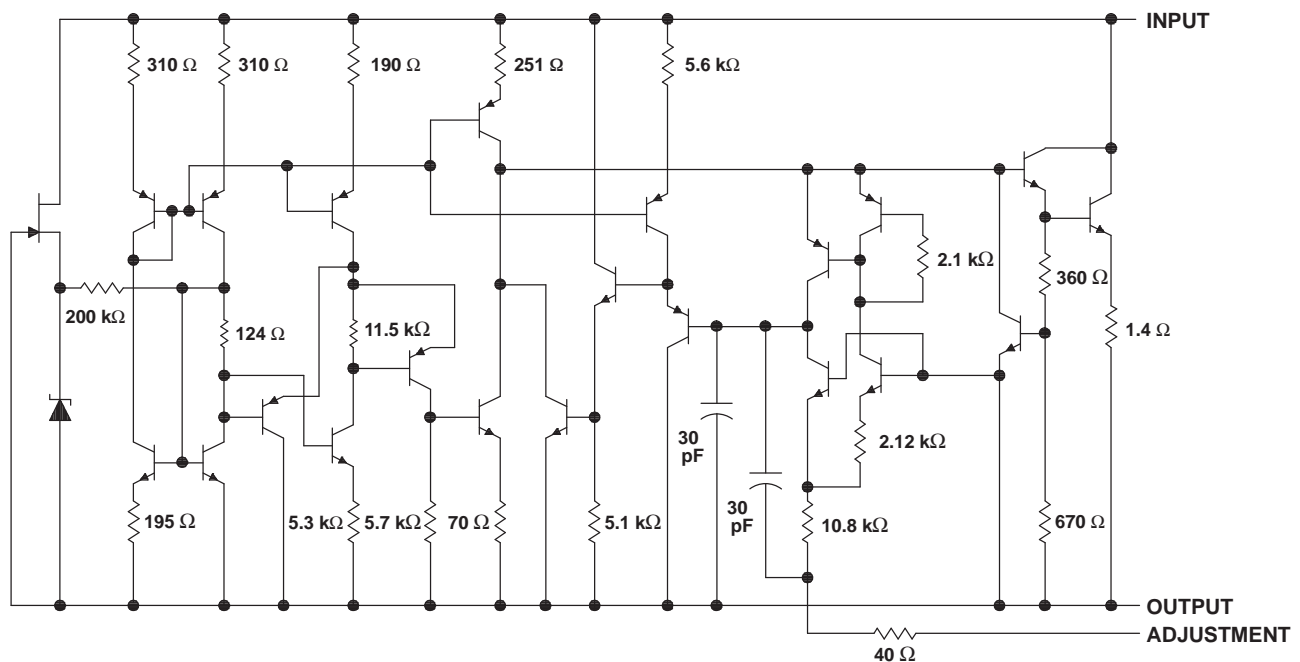 INPUT
310 Ω
310 Ω
190 Ω
251 Ω
5.6 kΩ
200 kΩ
124 Ω
11.5 kΩ
2.1 kΩ
360 Ω
1.4 Ω
30
pF
2.12 kΩ
195 Ω
5.3 kΩ
5.7 kΩ
70 Ω
5.1 kΩ
30
pF
10.8 kΩ
670 Ω
OUTPUT
ADJUSTMENT
40 Ω